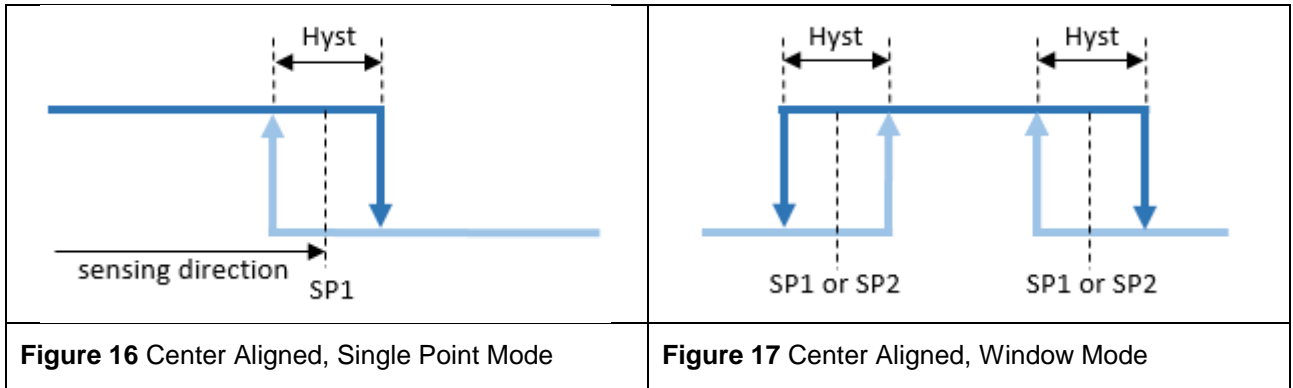 Hyst
sensing direction
SP1
Figure 16 Center Aligned, Single Point Mode
Hyst
Hyst
SP1 or SP2
SP1 or SP2
Figure 17 Center Aligned, Window Mode